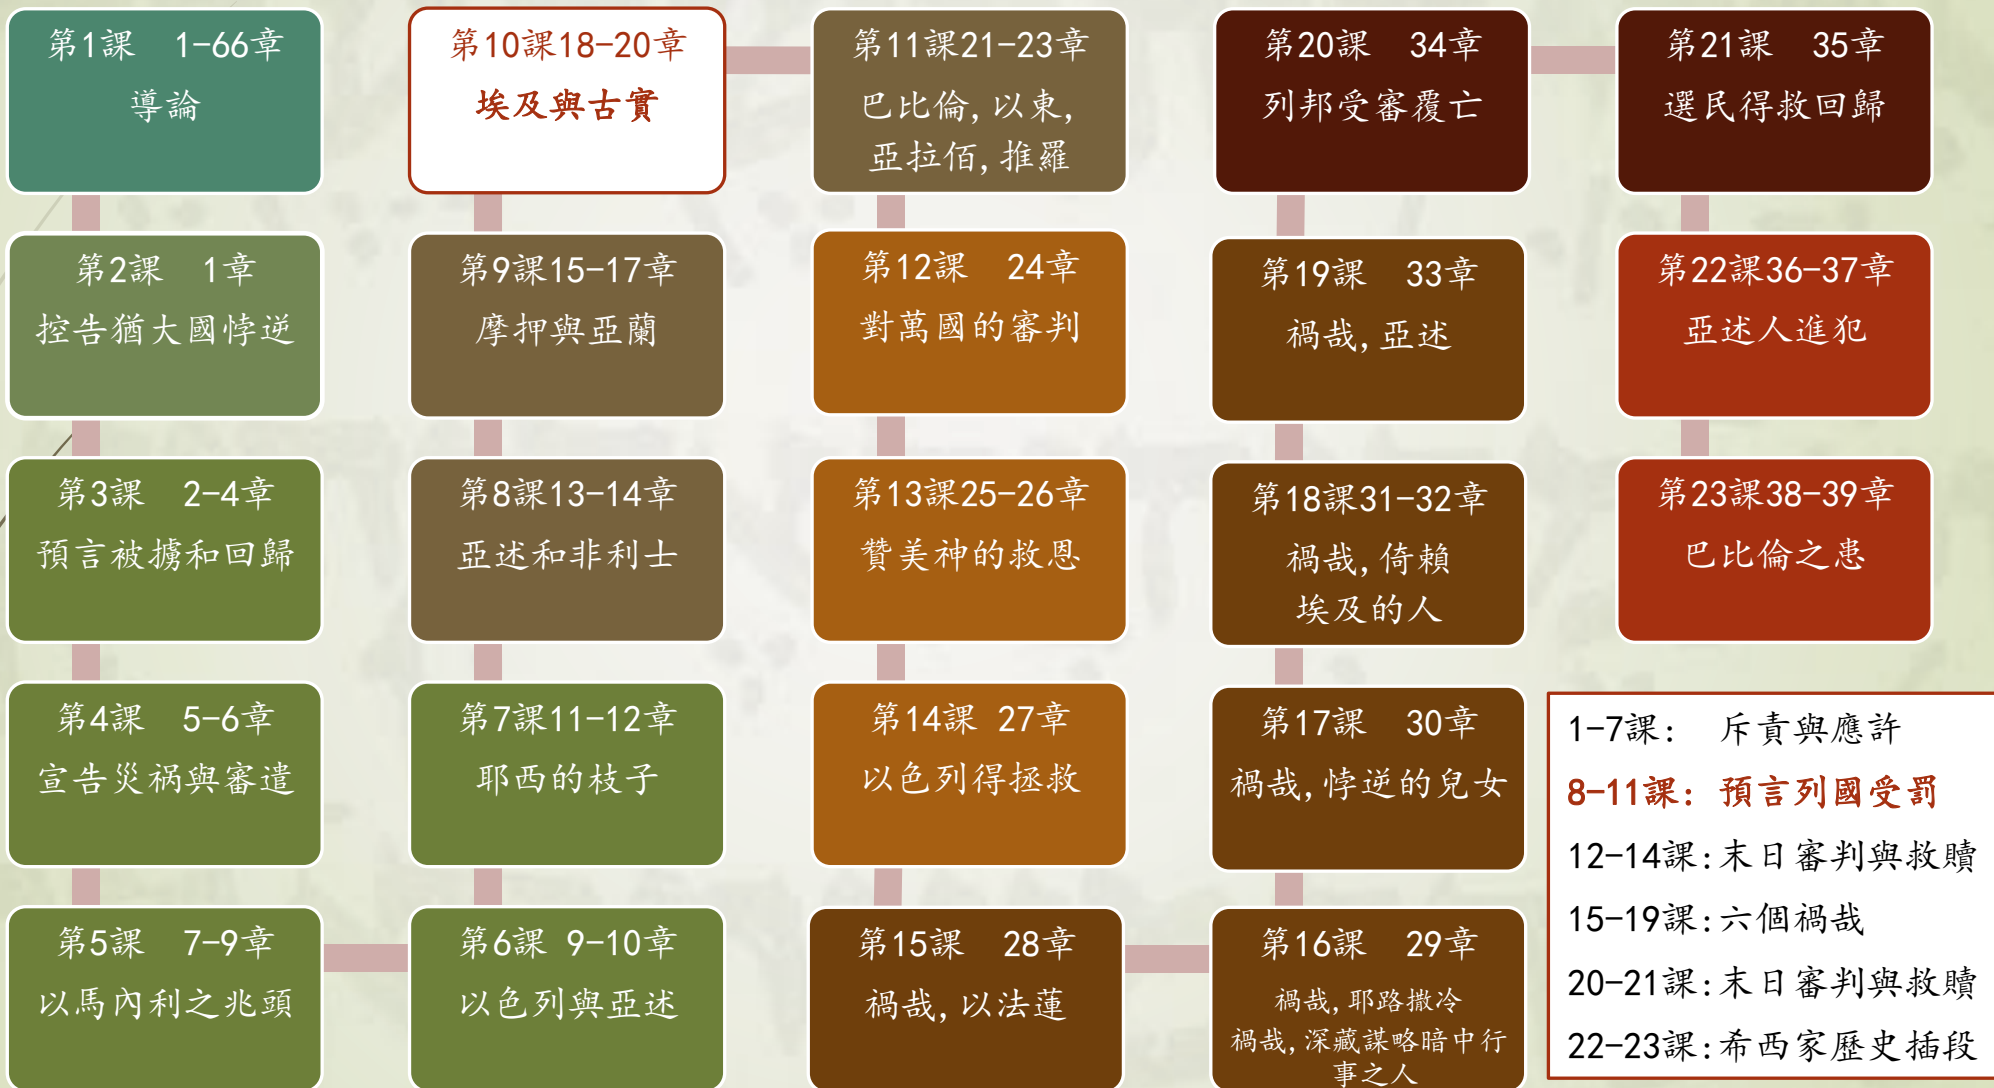 第1課 1-66章
導論
第2課 1章
控告猶大國悖逆
第3課 2-4章
預言被擄和回歸
第4課 5-6章
宣告災禍與審遣
第5課 7-9章
以馬內利之兆頭
第6課 9-10章
以色列與亞述
第7課11-12章
耶西的枝子
第8課13-14章
亞述和非利士
第9課15-17章
摩押與亞蘭
第10課18-20章
埃及與古實
第11課21-23章
巴比倫,以東,
亞拉伯,推羅
第12課 24章
對萬國的審判
第13課25-26章
贊美神的救恩
第14課 27章
以色列得拯救
第15課 28章
禍哉,以法蓮
第16課 29章
禍哉,耶路撒冷
禍哉,深藏謀略暗中行
事之人
第17課 30章
禍哉,悖逆的兒女
第18課31-32章
禍哉,倚賴
埃及的人
第19課 33章
禍哉,亞述
第20課 34章
列邦受審覆亡
第21課 35章
選民得救回歸
第22課36-37章
亞述人進犯
第23課38-39章
巴比倫之患
1-7課: 斥責與應許
8-11課: 預言列國受罰
12-14課:末日審判與救贖
15-19課:六個禍哉
20-21課:末日審判與救贖
22-23課:希西家歷史插段